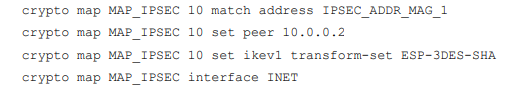 crypto map MAP_IPSEC 10 match address IPSEC_ADDR_MAG_1
crypto map MAP_IPSEC 10 set peer 10.0.0.2
crypto map MAP_IPSEC 10 set ikev1 transform-set ESP-3DES-SHA
crypto map MAP_IPSEC interface INET